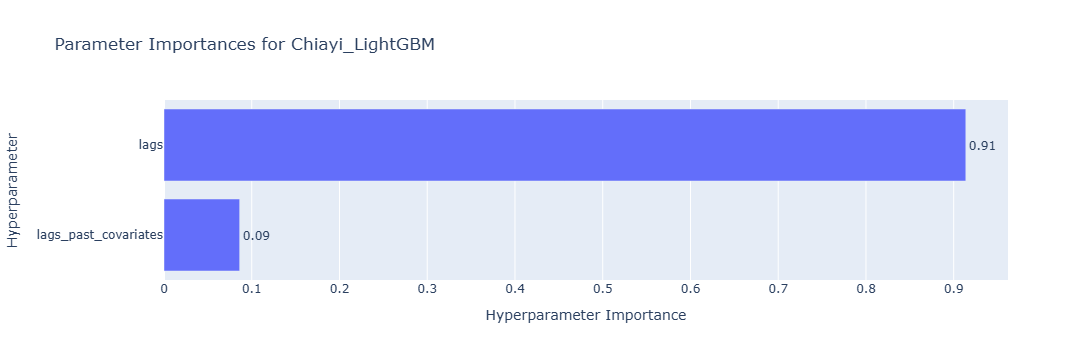 Parameter Importances for Chiayi_LightGBM
Hyperparameter
lags
0.91
lags_past_covariates
0.09
0 0.1 0.2 0.3 0.4 0.5 0.6 0.7 0.8 0.9
Hyperparameter Importance